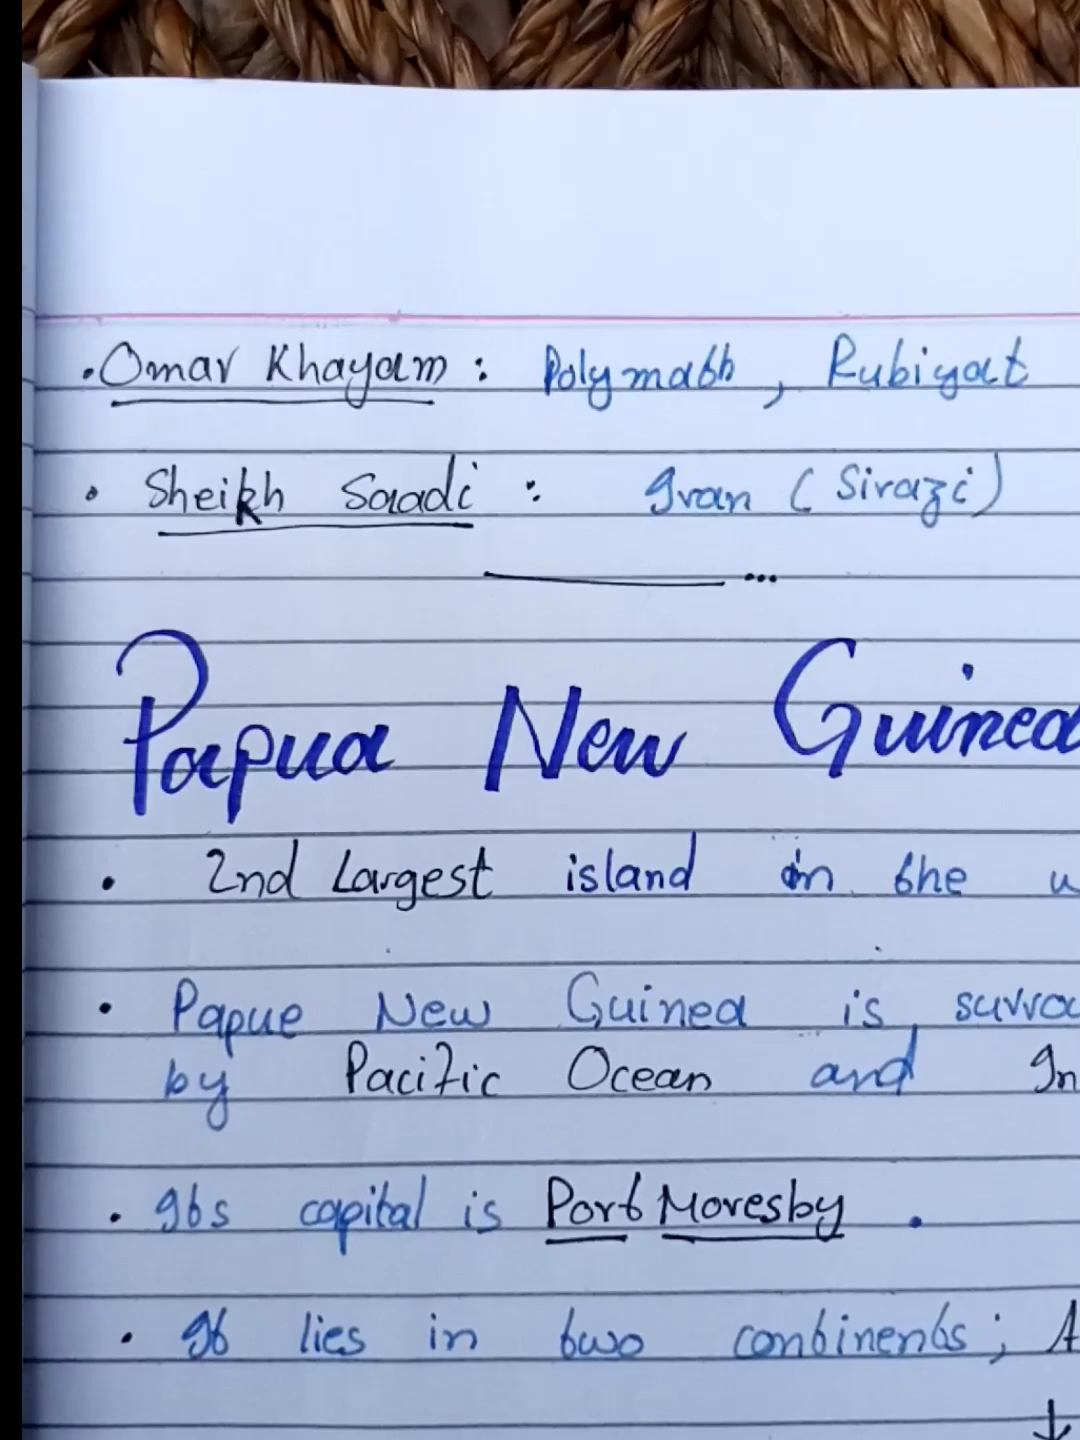 • Omar Khayam : Polymath , Rubiyat
• Sheikh Saadi : Iran ( Sirazi )
Papua New Guinea
• 2nd Largest island in the
• Papue New Guinea is
by Pacific Ocean and
• Its capital is Port Moresby .
• It lies in two continents ; A